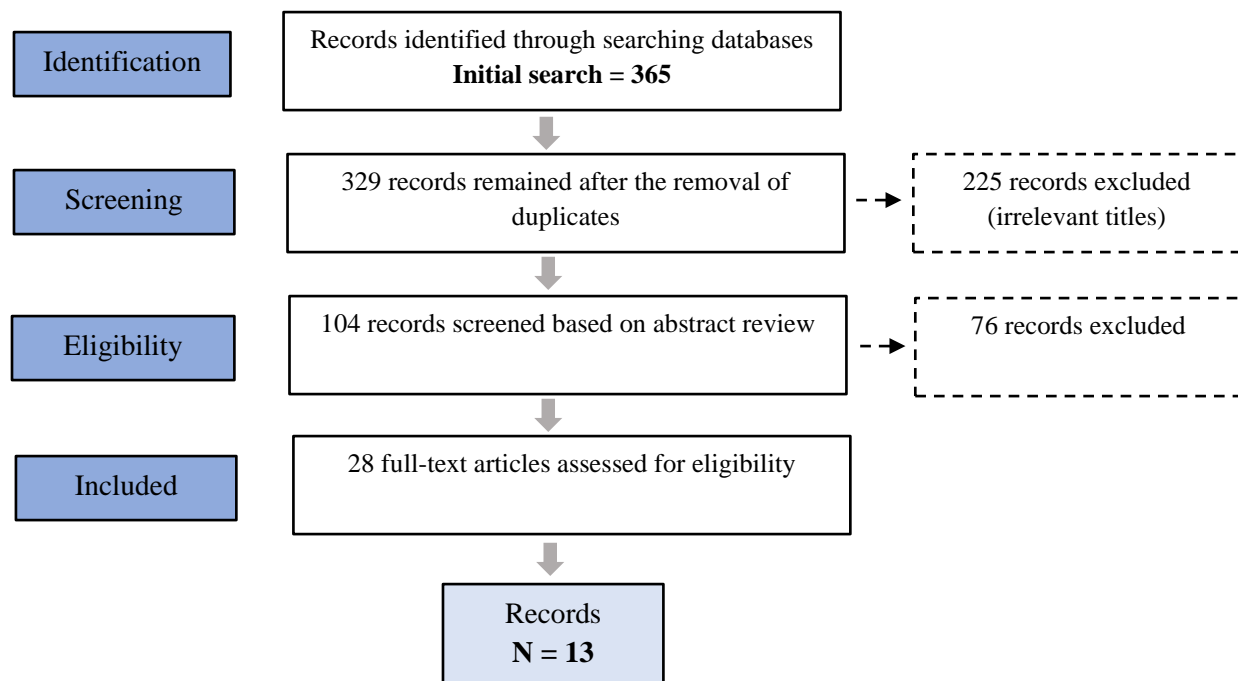 Identification
Records identified through searching databases
Initial search = 365
Screening
329 records remained after the removal of
duplicates
225 records excluded
(irrelevant titles)
Eligibility
104 records screened based on abstract review
76 records excluded
Included
28 full-text articles assessed for eligibility
Records
N = 13